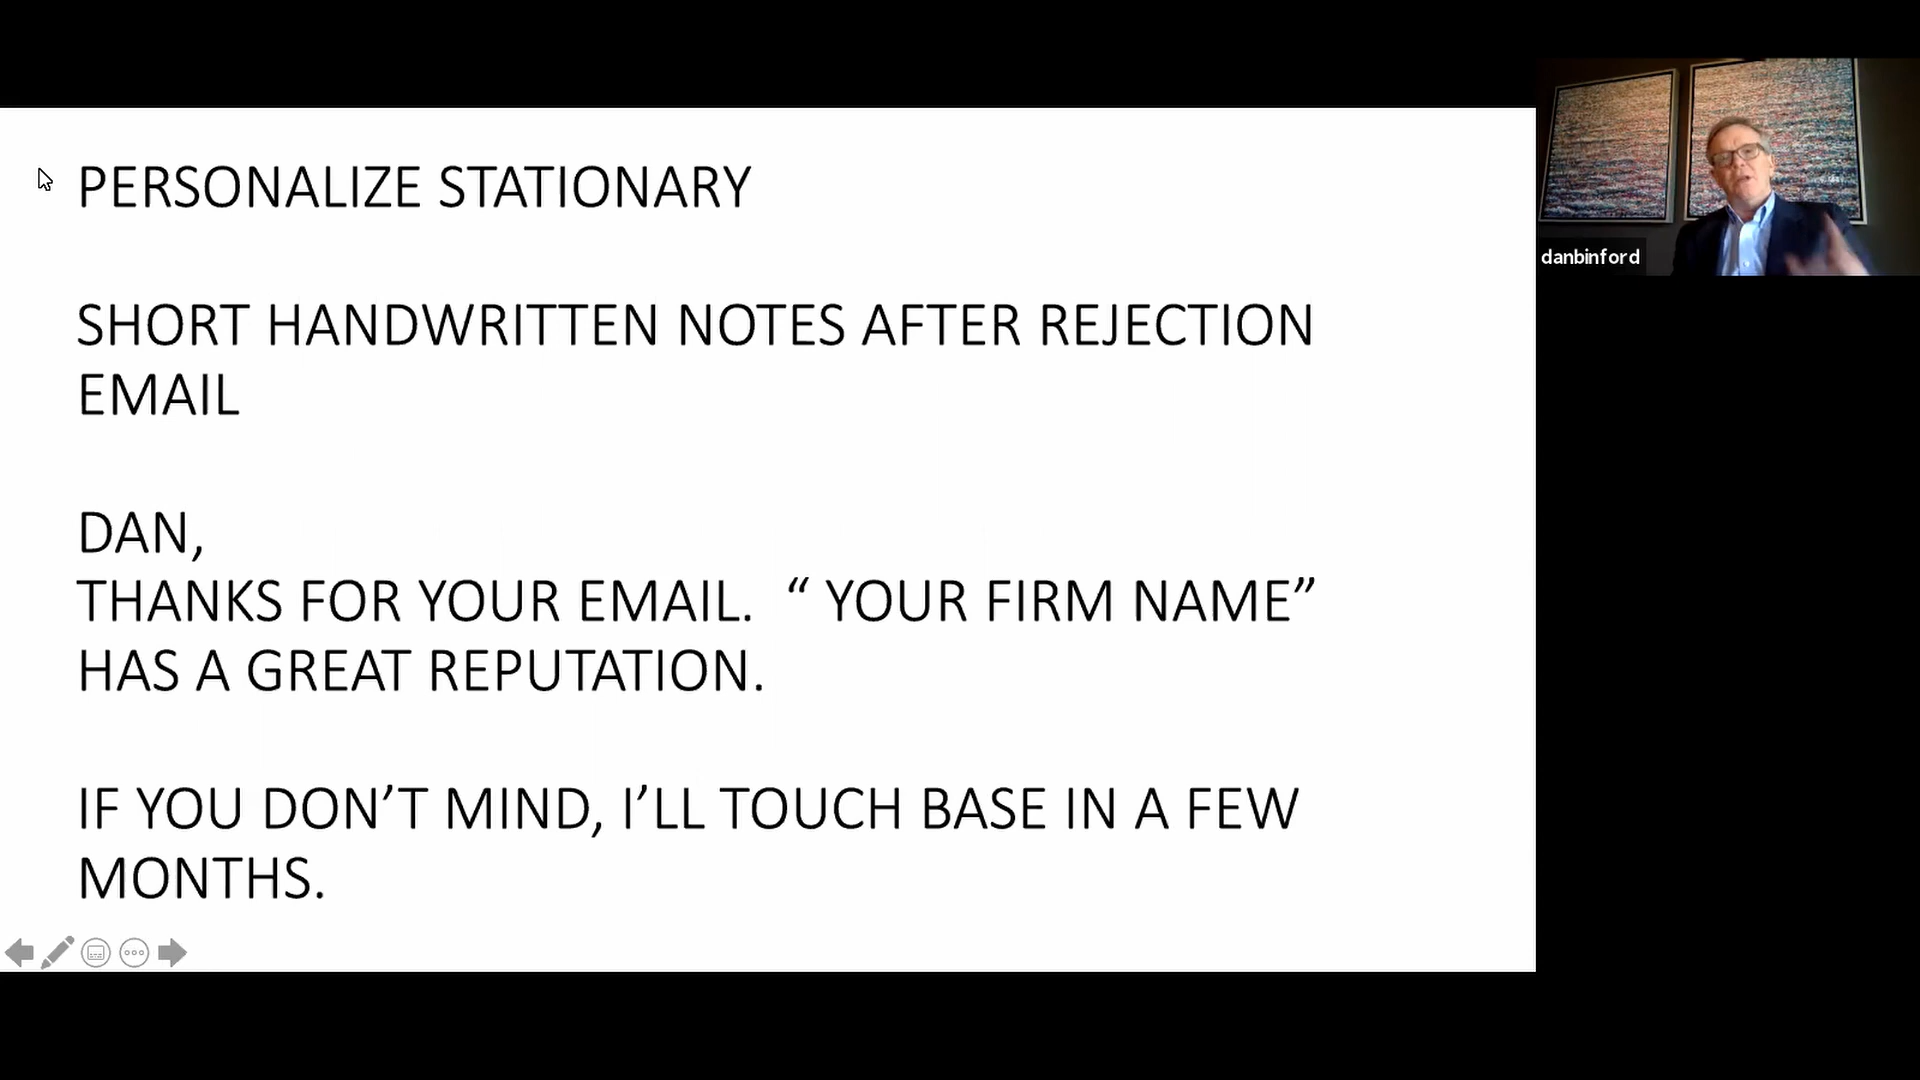 PERSONALIZE STATIONARY
SHORT HANDWRITTEN NOTES AFTER REJECTION
EMAIL
DAN,
THANKS FOR YOUR EMAIL.  “ YOUR FIRM NAME”
HAS A GREAT REPUTATION.
IF YOU DON’T MIND, I’LL TOUCH BASE IN A FEW
MONTHS.
danbinford